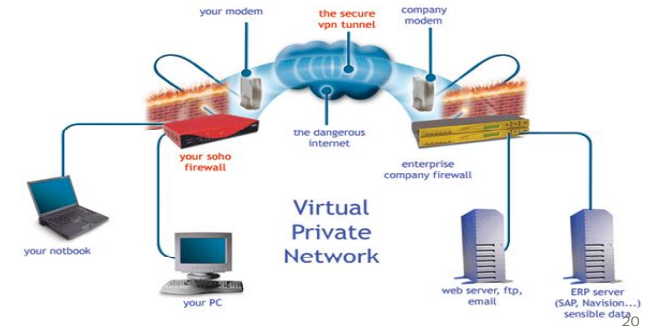 your modem
the secure
vpn tunnel
company
modem
the dangerous
internet
your soho
firewall
enterprise
company firewall
Virtual
Private
Network
your notbook
your PC
web server, ftp,
email
ERP server
(SAP, Navision...)
sensible data
20